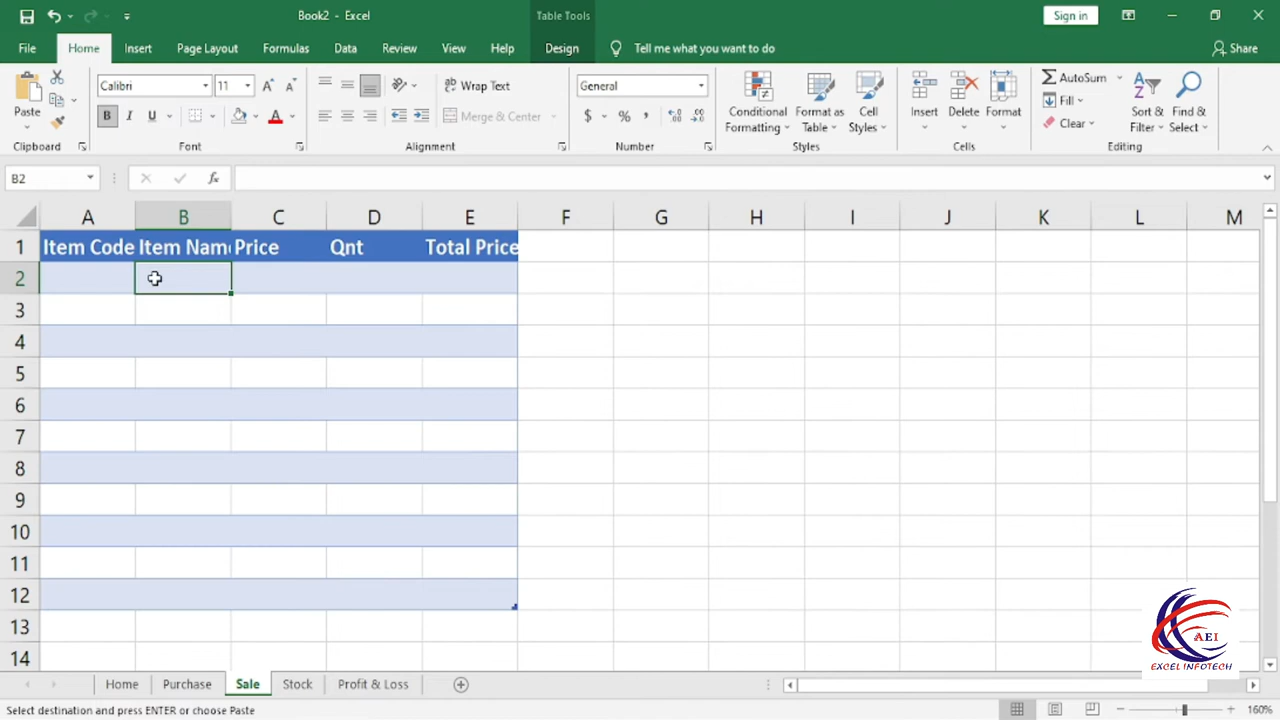 Book2 - Excel
Table Tools
Sign in
File Home Insert Page Layout Formulas Data Review View Help Design Tell me what you want to do Share
Calibri 11 Wrap Text General AutoSum
Fill
Paste B I U Merge & Center $ % , Conditional Formatting Format as Table Cell Styles Insert Delete Format Clear Sort & Filter Find & Select
Clipboard Font Alignment Number Styles Cells Editing
B2 fx
A B C D E F G H I J K L M
1 Item Code Item Nam Price Qnt Total Price
2
3
4
5
6
7
8
9
10
11
12
13
14
AEI
EXCEL INFOTECH
Home Purchase Sale Stock Profit & Loss
Select destination and press ENTER or choose Paste 160%